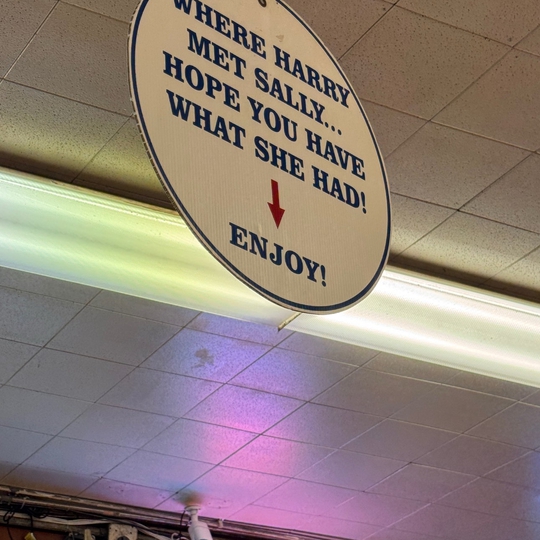 WHERE HARRY
MET SALLY...
HOPE YOU HAVE
WHAT SHE HAD!
ENJOY!